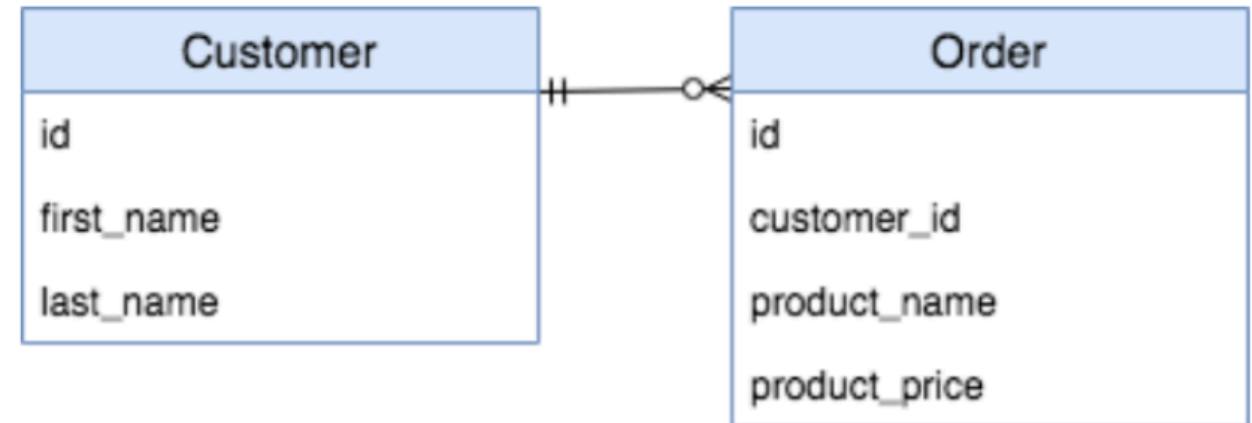 Customer
id
first_name
last_name
Order
id
customer_id
product_name
product_price